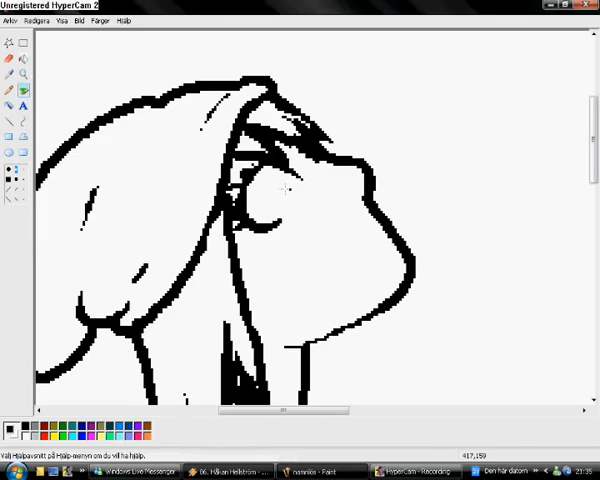 Unregistered HyperCam 2
Arkiv Redigera Visa Bild Färger Hjälp
Välj Hjälpavsnitt på Hjälp-menyn om du vill ha hjälp.
417,159
Windows Live Messenger
86. Håkan Hellström - ...
namnlös - Paint
HyperCam - Recording
Den här datorn
21:35